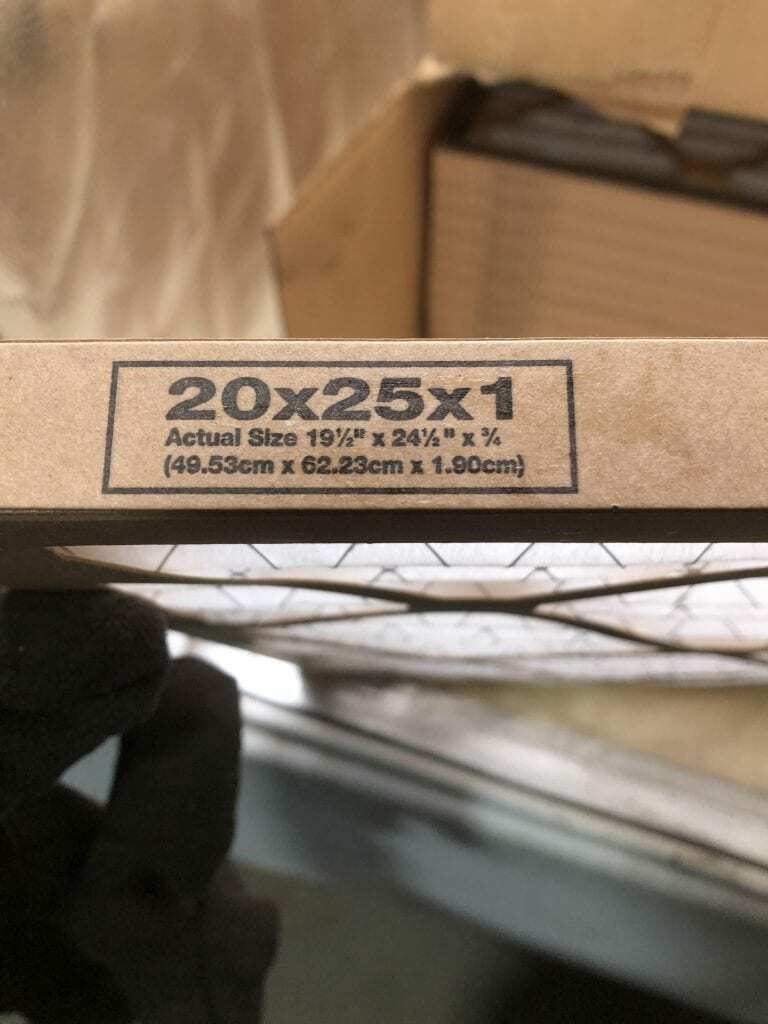 20x25x1
Actual Size 19½" x 24½" x ¾
(49.53cm x 62.23cm x 1.90cm)